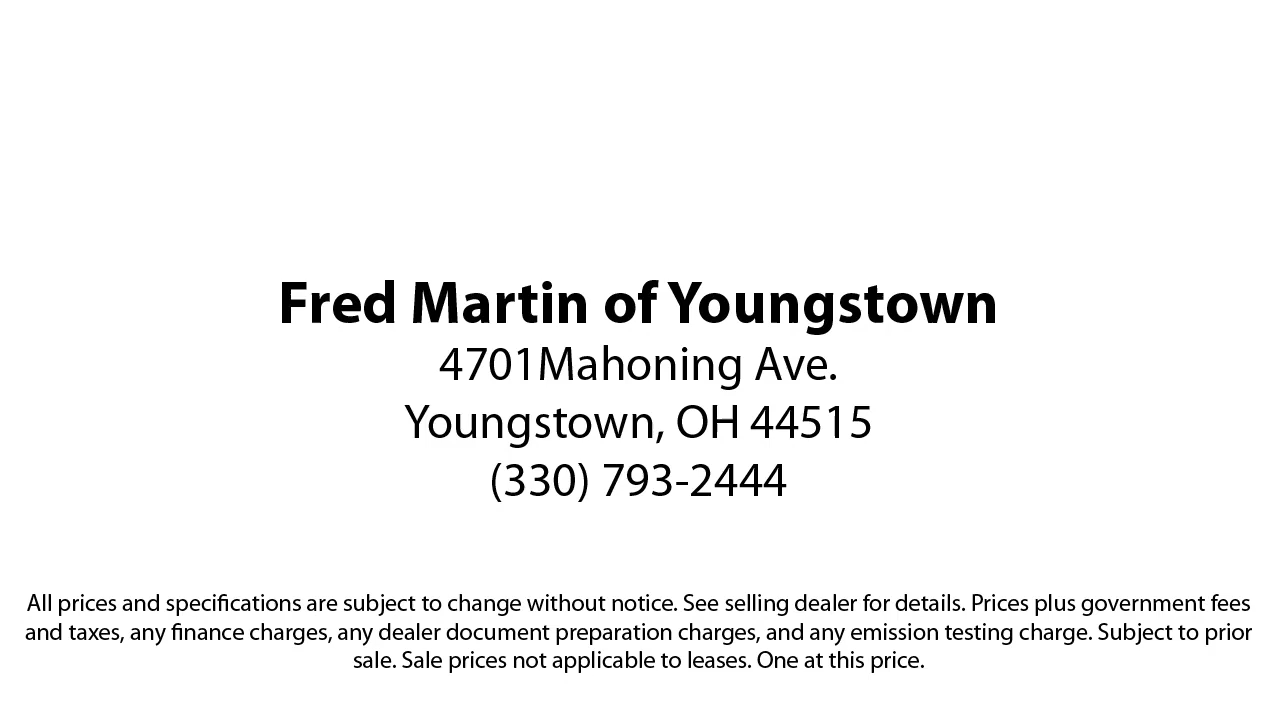 Fred Martin of Youngstown
4701Mahoning Ave.
Youngstown, OH 44515
(330) 793-2444
All prices and specifications are subject to change without notice. See selling dealer for details. Prices plus government fees
and taxes, any finance charges, any dealer document preparation charges, and any emission testing charge. Subject to prior
sale. Sale prices not applicable to leases. One at this price.